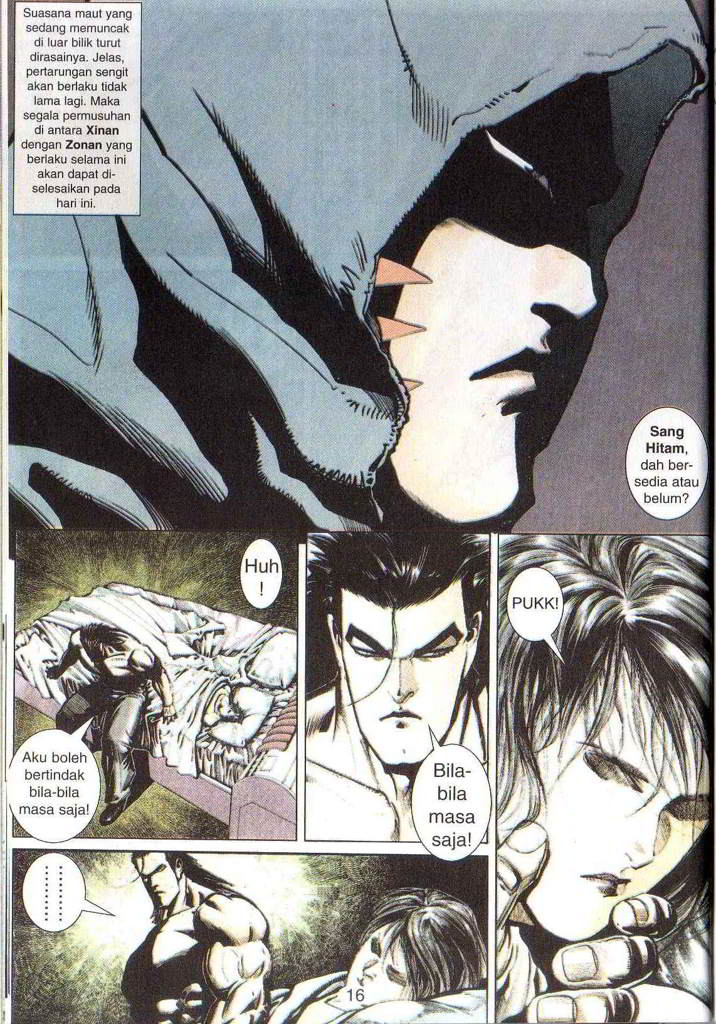 Suasana maut yang
sedang memuncak
di luar bilik turut
dirasainya. Jelas,
pertarungan sengit
akan berlaku tidak
lama lagi. Maka
segala permusuhan
di antara Xinan
dengan Zonan yang
berlaku selama ini
akan dapat di-
selesaikan pada
hari ini.
Sang
Hitam,
dah ber-
sedia atau
belum?
Huh
!
Aku boleh
bertindak
bila-bila
masa saja!
Bila-
bila
masa
saja!
PUKK!
16